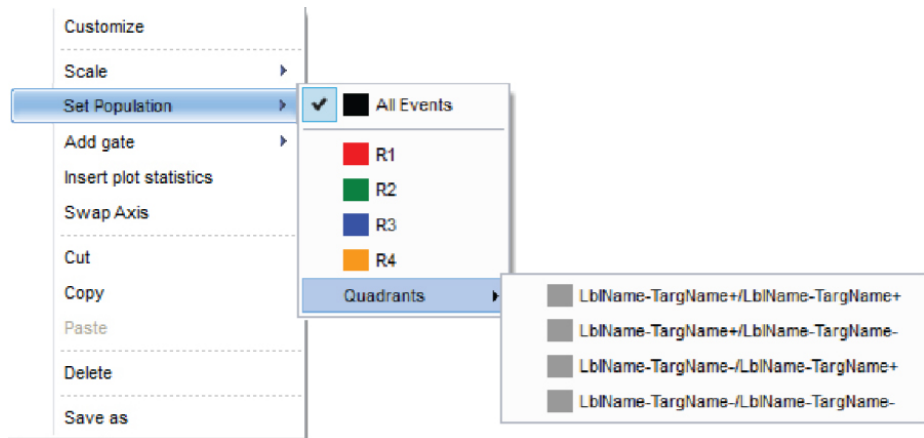 Customize
Scale
Set Population
Add gate
Insert plot statistics
Swap Axis
Cut
Copy
Paste
Delete
Save as
All Events
R1
R2
R3
R4
Quadrants
LblName-TargName+/LblName-TargName+
LblName-TargName+/LblName-TargName-
LblName-TargName-/LblName-TargName+
LblName-TargName-/LblName-TargName-